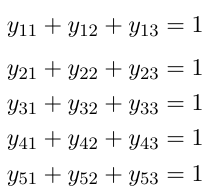 y₁₁ + y₁₂ + y₁₃ = 1
y₂₁ + y₂₂ + y₂₃ = 1
y₃₁ + y₃₂ + y₃₃ = 1
y₄₁ + y₄₂ + y₄₃ = 1
y₅₁ + y₅₂ + y₅₃ = 1